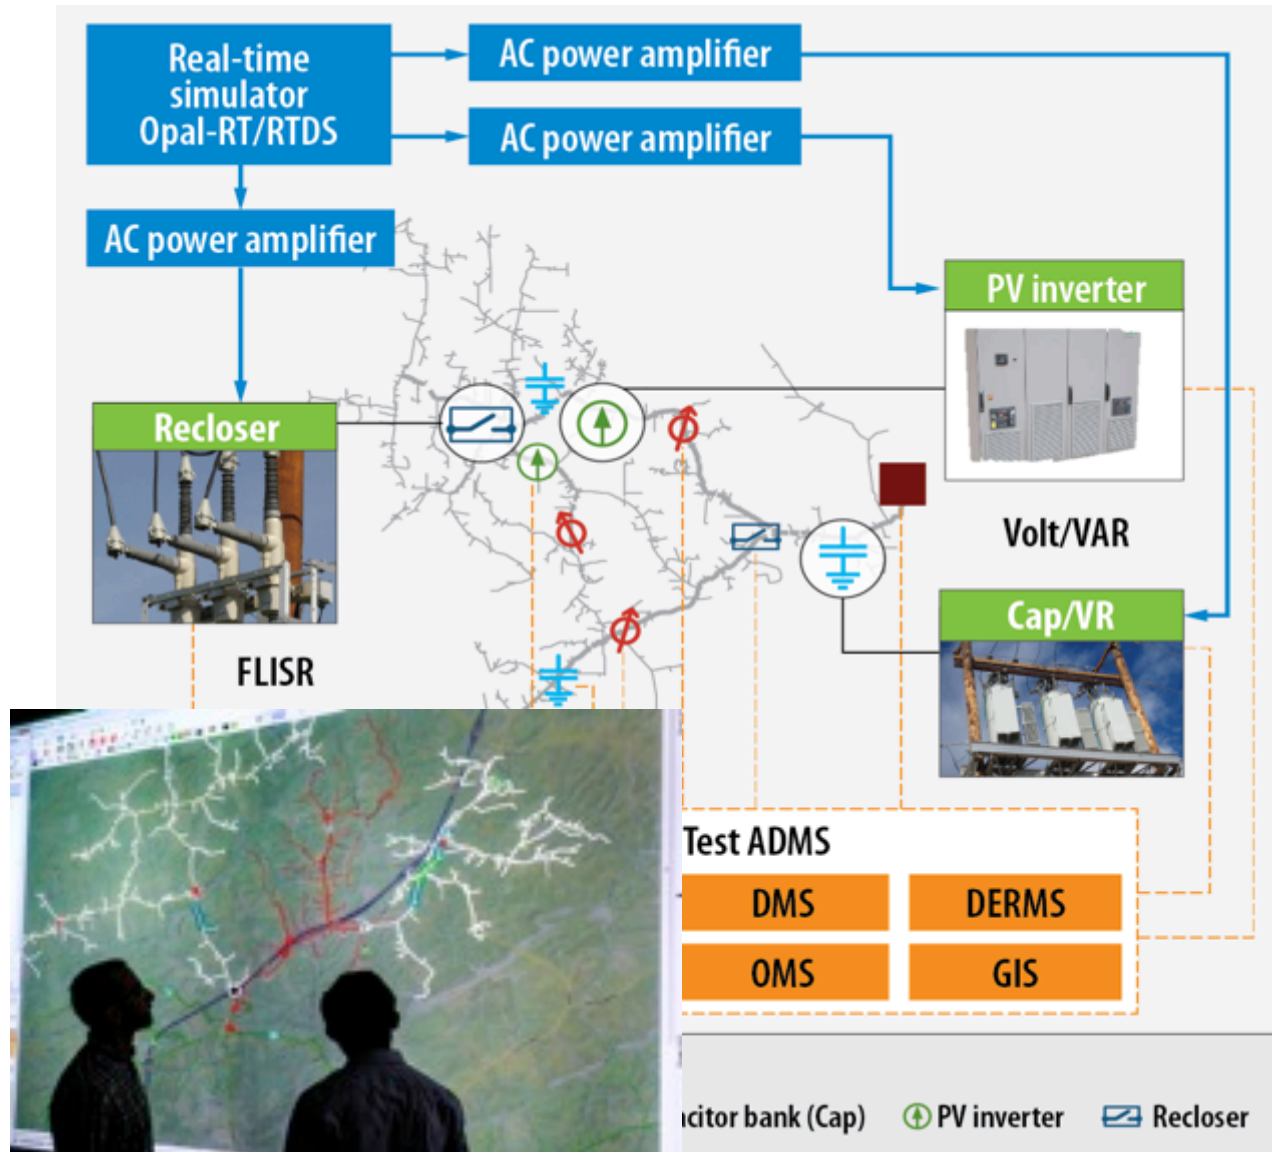 Real-time
simulator
Opal-RT/RTDS
AC power amplifier
AC power amplifier
AC power amplifier
PV inverter
Recloser
Volt/VAR
Cap/VR
FLISR
Test ADMS
DMS
DERMS
OMS
GIS
bank (Cap)
PV inverter
Recloser